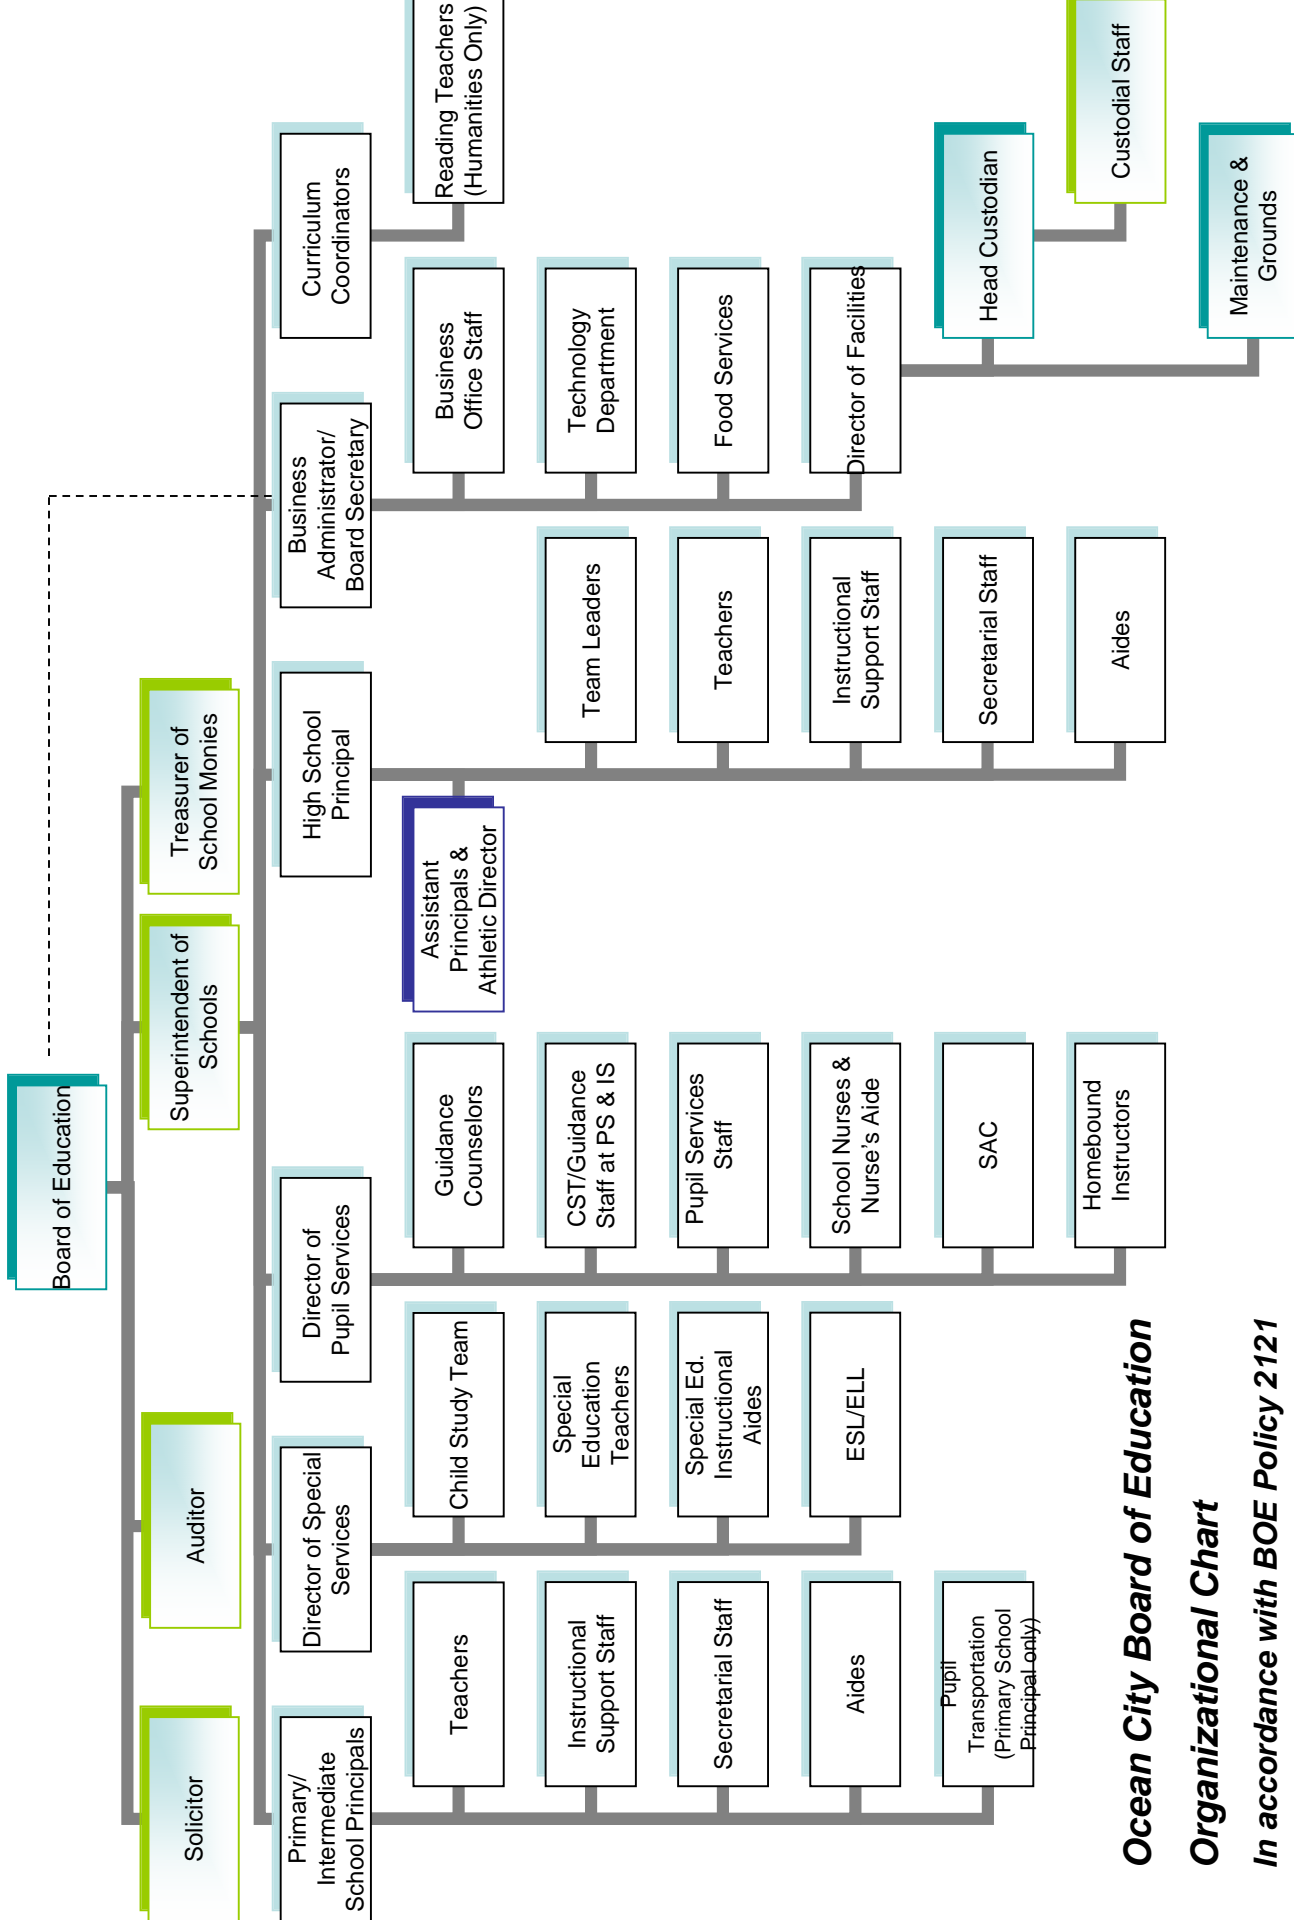 Board of Education
Solicitor
Auditor
Superintendent of
Schools
Treasurer of
School Monies
Primary/
Intermediate
School Principals
Director of Special
Services
Director of
Pupil Services
High School
Principal
Business
Administrator/
Board Secretary
Curriculum
Coordinators
Teachers
Instructional
Support Staff
Secretarial Staff
Aides
Pupil
Transportation
(Primary School
Principal only)
Child Study Team
Special
Education
Teachers
Special Ed.
Instructional
Aides
ESL/ELL
Guidance
Counselors
CST/Guidance
Staff at PS & IS
Pupil Services
Staff
School Nurses &
Nurse's Aide
SAC
Homebound
Instructors
Assistant
Principals &
Athletic Director
Team Leaders
Teachers
Instructional
Support Staff
Secretarial Staff
Aides
Business
Office Staff
Technology
Department
Food Services
Director of Facilities
Head Custodian
Custodial Staff
Maintenance &
Grounds
Reading Teachers
(Humanities Only)
Ocean City Board of Education
Organizational Chart
In accordance with BOE Policy 2121